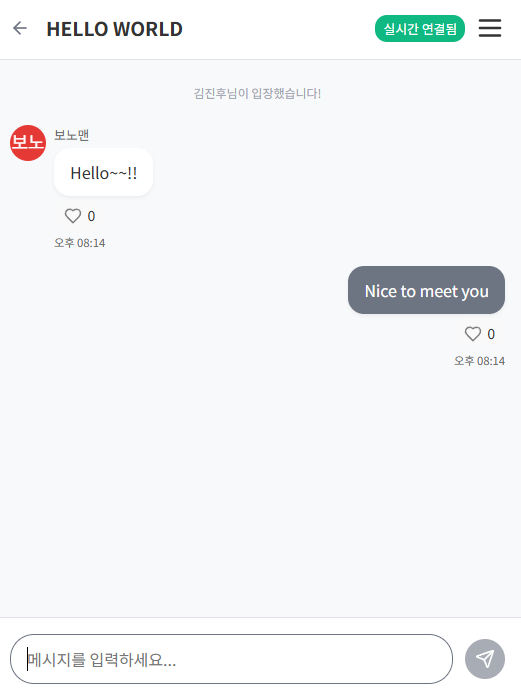 HELLO WORLD
실시간 연결됨
김진후님이 입장했습니다!
보노
보노맨
Hello~~!!
0
오후 08:14
Nice to meet you
0
오후 08:14
메시지를 입력하세요...